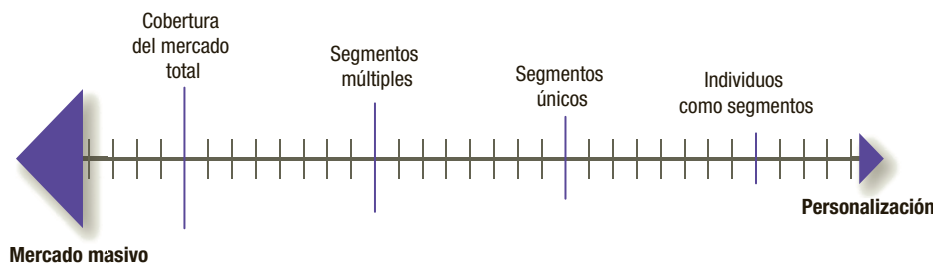 Cobertura
del mercado
total
Segmentos
múltiples
Segmentos
únicos
Individuos
como segmentos
Personalización
Mercado masivo